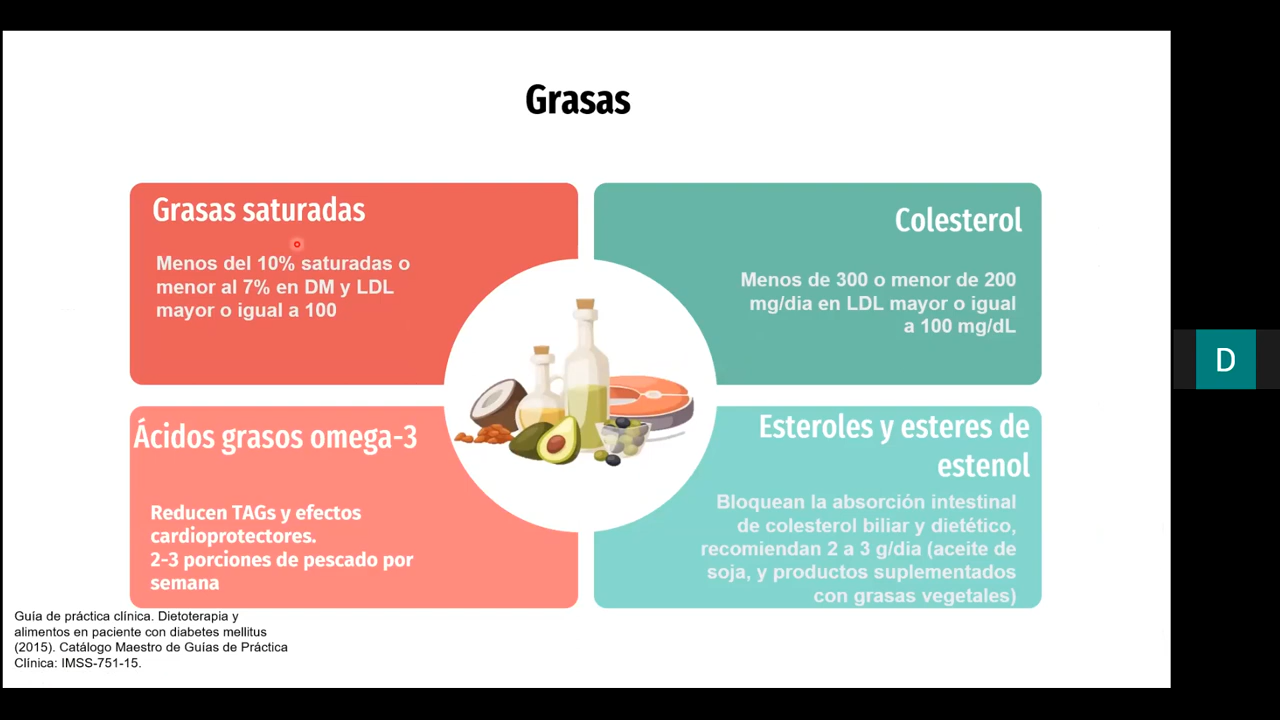 Grasas
Grasas saturadas
Menos del 10% saturadas o
menor al 7% en DM y LDL
mayor o igual a 100
Colesterol
Menos de 300 o menor de 200
mg/dia en LDL mayor o igual
a 100 mg/dL
Ácidos grasos omega-3
Reducen TAGs y efectos
cardioprotectores.
2-3 porciones de pescado por
semana
Esteroles y esteres de
estenol
Bloquean la absorción intestinal
de colesterol biliar y dietético,
recomiendan 2 a 3 g/dia (aceite de
soja, y productos suplementados
con grasas vegetales)
Guía de práctica clínica. Dietoterapia y
alimentos en paciente con diabetes mellitus
(2015). Catálogo Maestro de Guías de Práctica
Clínica: IMSS-751-15.
D